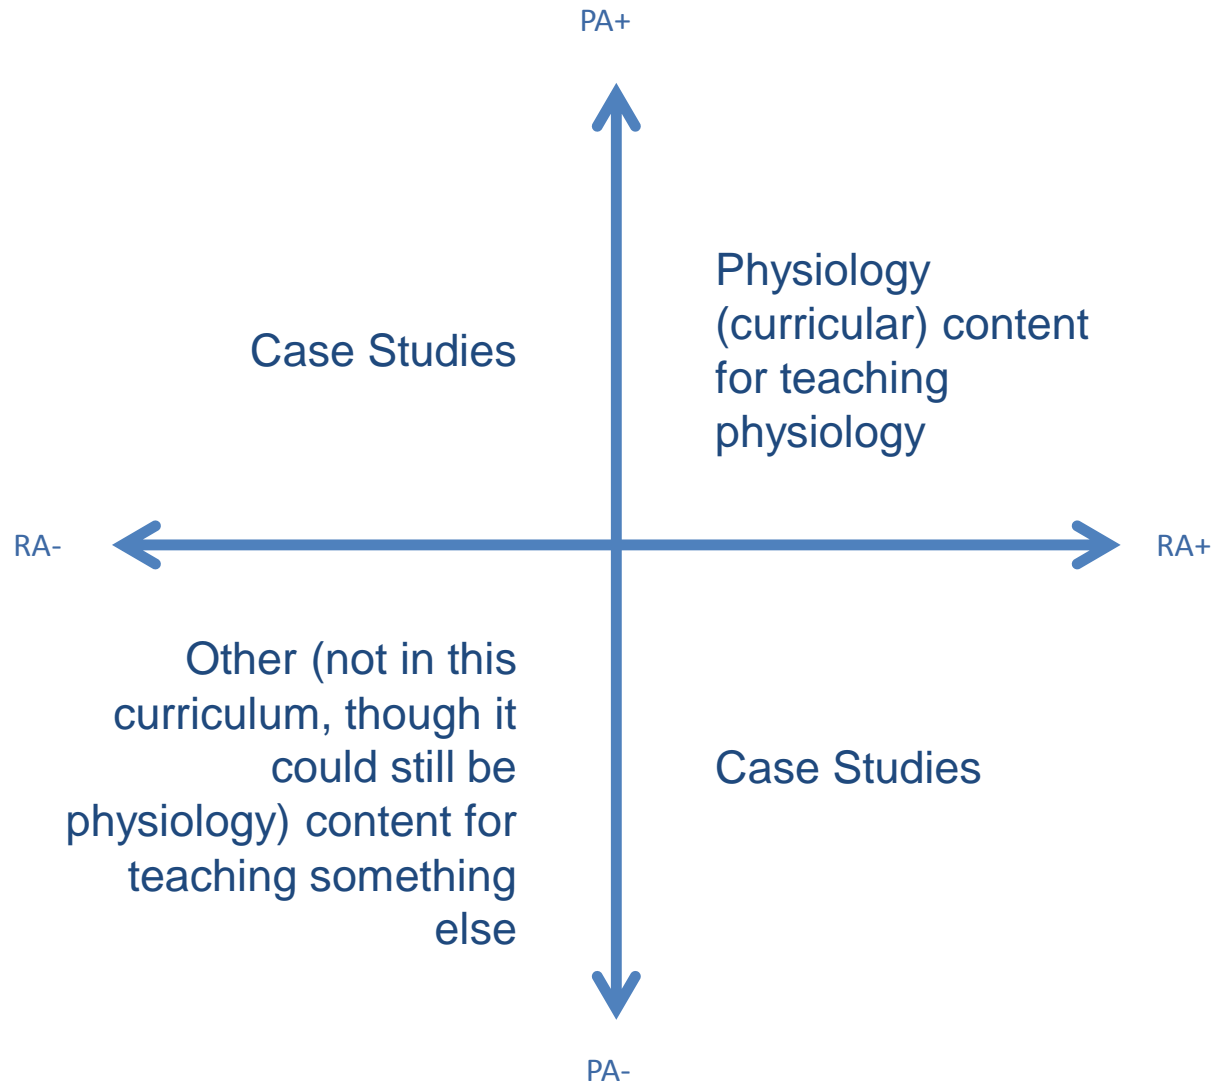 PA+
Case Studies
Physiology
(curricular) content
for teaching
physiology
RA-
RA+
Other (not in this
curriculum, though it
could still be
physiology) content for
teaching something
else
Case Studies
PA-